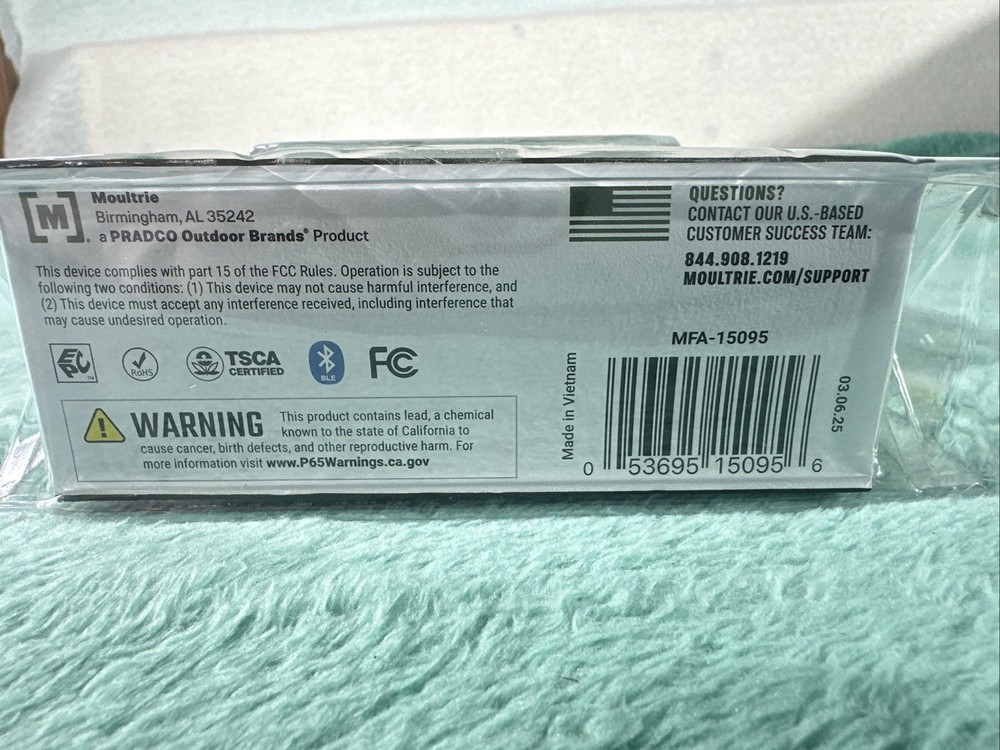 [M]
Moultrie
Birmingham, AL 35242
a PRADCO Outdoor Brands® Product
This device complies with part 15 of the FCC Rules. Operation is subject to the
following two conditions: (1) This device may not cause harmful interference, and
(2) This device must accept any interference received, including interference that
may cause undesired operation.
EPC™
RoHS
TSCA
CERTIFIED
BLE
FC
WARNING
This product contains lead, a chemical
known to the state of California to
cause cancer, birth defects, and other reproductive harm. For
more information visit www.P65Warnings.ca.gov
QUESTIONS?
CONTACT OUR U.S.-BASED
CUSTOMER SUCCESS TEAM:
844.908.1219
MOULTRIE.COM/SUPPORT
MFA-15095
Made in Vietnam
0 53695 15095 6
03.06.25